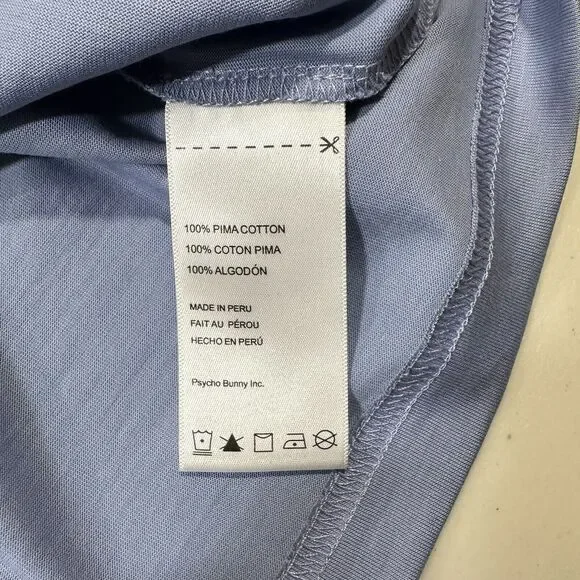 100% PIMA COTTON
100% COTON PIMA
100% ALGODÓN
MADE IN PERU
FAIT AU PÉROU
HECHO EN PERÚ
Psycho Bunny Inc.